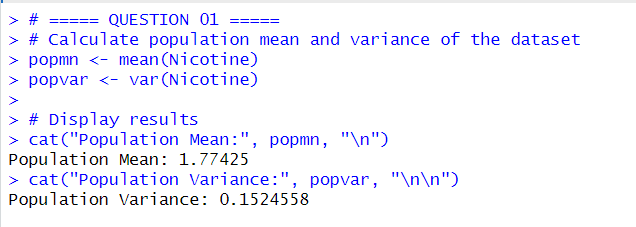 > # ===== QUESTION 01 =====
> # Calculate population mean and variance of the dataset
> popmn <- mean(Nicotine)
> popvar <- var(Nicotine)
>
> # Display results
> cat("Population Mean:", popmn, "\n")
Population Mean: 1.77425
> cat("Population Variance:", popvar, "\n\n")
Population Variance: 0.1524558